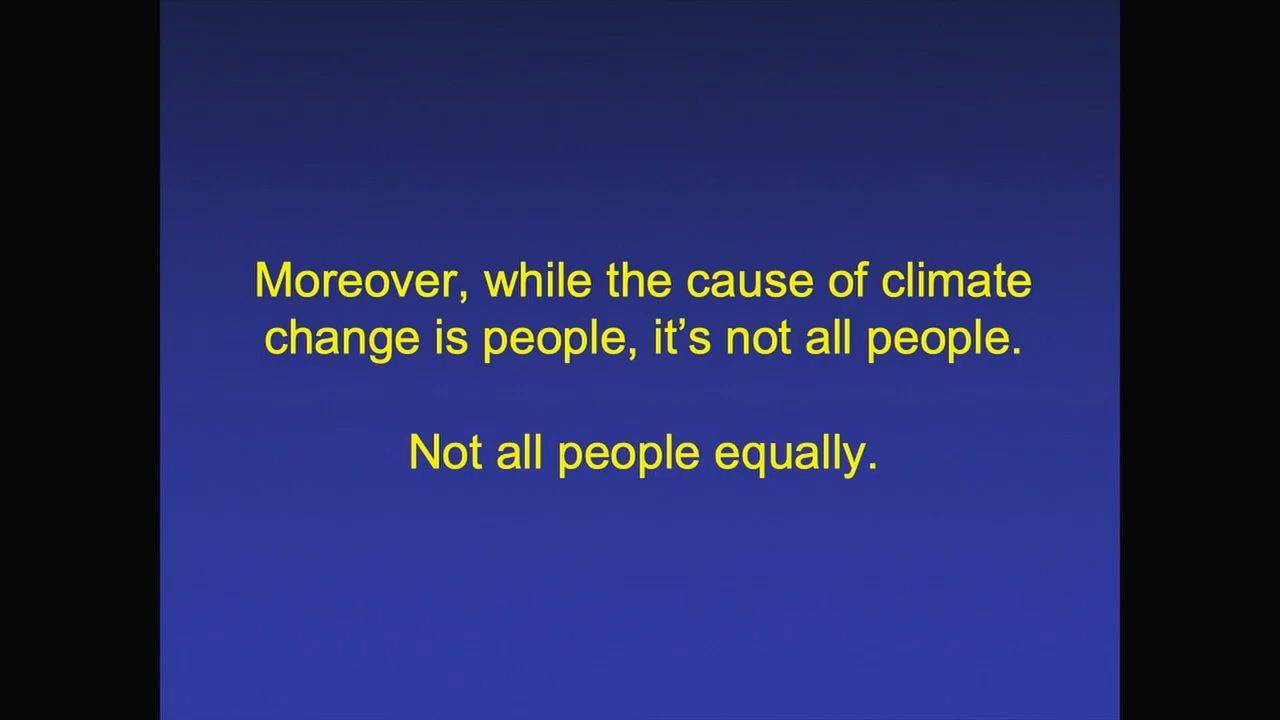 Moreover, while the cause of climate
change is people, it’s not all people.
Not all people equally.